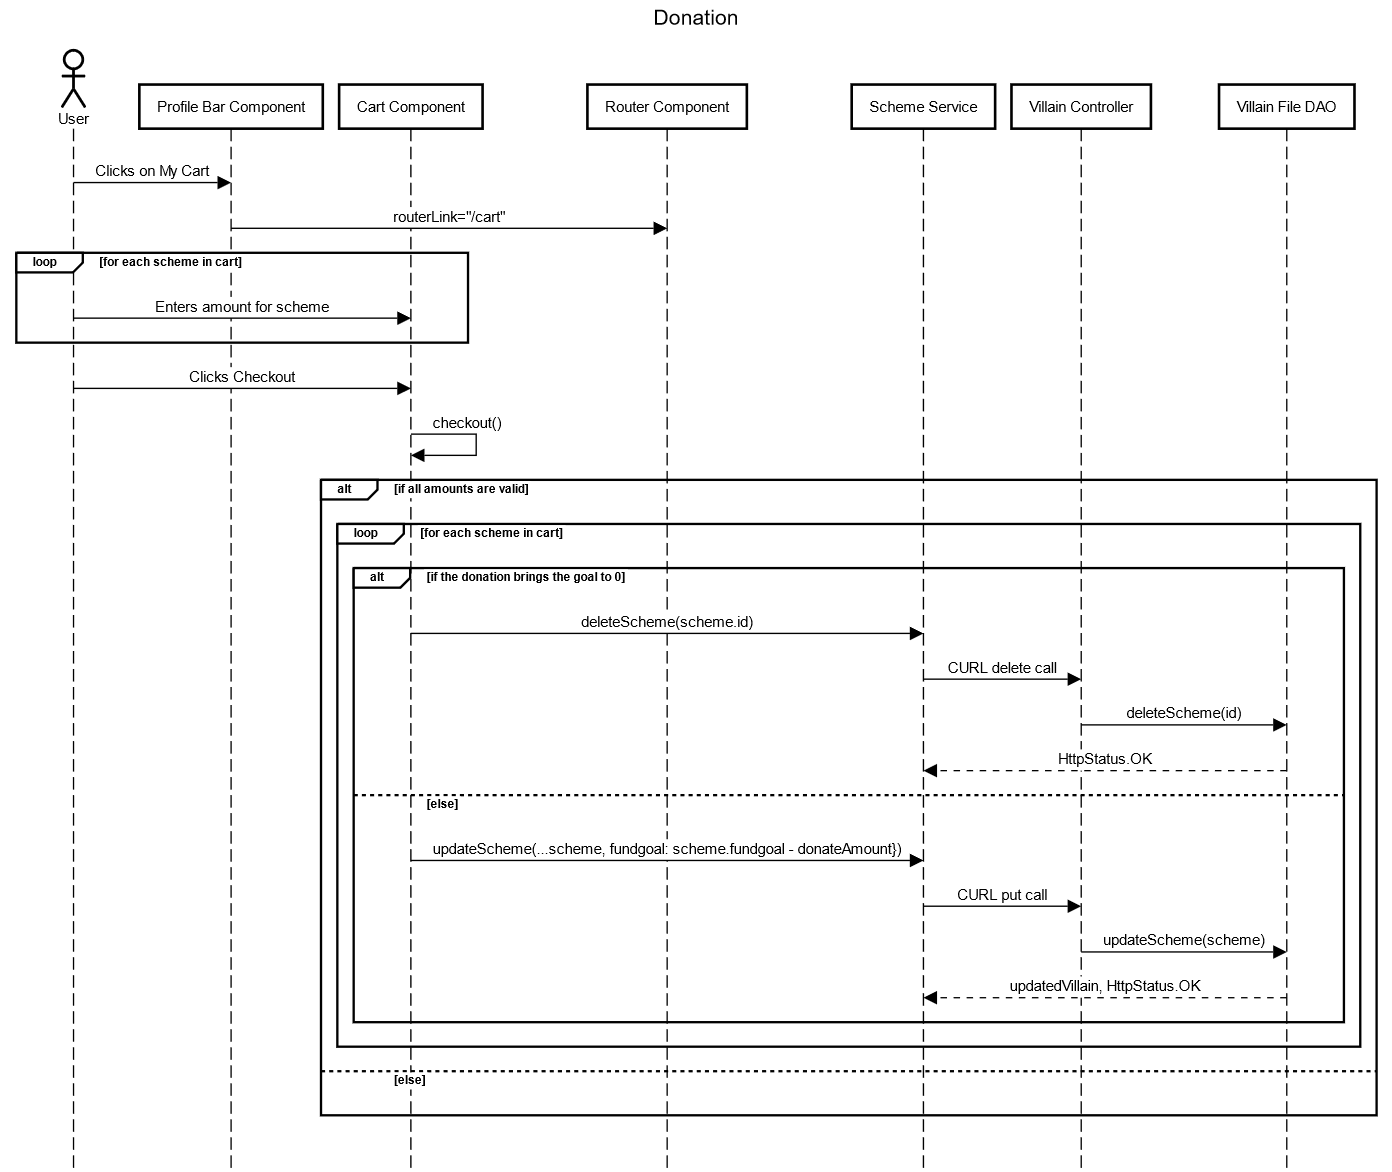 Donation
User
Profile Bar Component
Cart Component
Router Component
Scheme Service
Villain Controller
Villain File DAO
Clicks on My Cart
routerLink="/cart"
loop [for each scheme in cart]
Enters amount for scheme
Clicks Checkout
checkout()
alt [if all amounts are valid]
loop [for each scheme in cart]
alt [if the donation brings the goal to 0]
deleteScheme(scheme.id)
CURL delete call
deleteScheme(id)
HttpStatus.OK
[else]
updateScheme(...scheme, fundgoal: scheme.fundgoal - donateAmount})
CURL put call
updateScheme(scheme)
updatedVillain, HttpStatus.OK
[else]